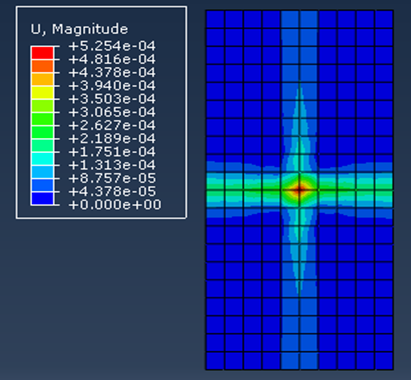 U, Magnitude
+5.254e-04
+4.816e-04
+4.378e-04
+3.940e-04
+3.503e-04
+3.065e-04
+2.627e-04
+2.189e-04
+1.751e-04
+1.313e-04
+8.757e-05
+4.378e-05
+0.000e+00